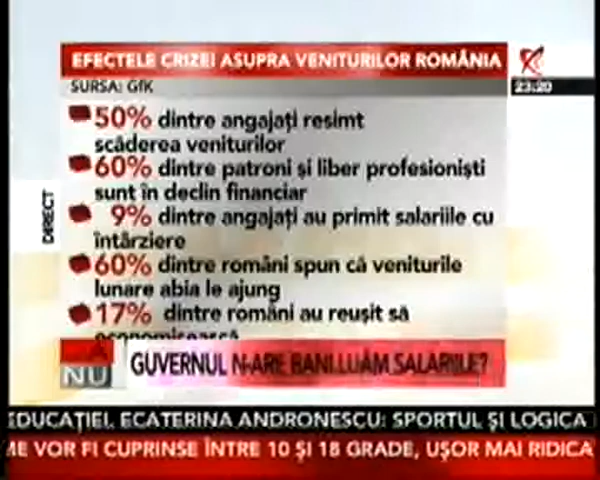 EFECTELE CRIZEI ASUPRA VENITURILOR ROMÂNIA
SURSA: GfK
23:20
50% dintre angajați resimt
scăderea veniturilor
60% dintre patroni și liber profesioniști
sunt în declin financiar
9% dintre angajați au primit salariile cu
întârziere
60% dintre români spun că veniturile
lunare abia le ajung
17% dintre români au reușit să
economisească
DIRECT
DA
NU
GUVERNUL N-ARE BANI.LUĂM SALARIILE?
EDUCAȚIEI, ECATERINA ANDRONESCU: SPORTUL ȘI LOGICA
ME VOR FI CUPRINSE ÎNTRE 10 ȘI 18 GRADE, UȘOR MAI RIDICA